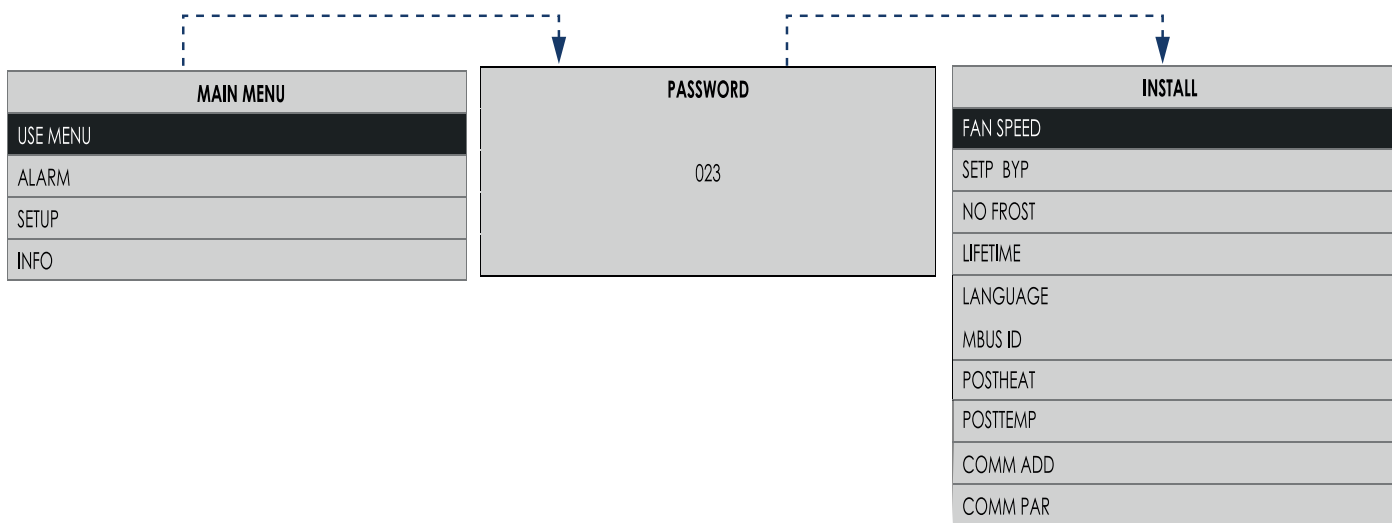 MAIN MENU
USE MENU
ALARM
SETUP
INFO
PASSWORD
023
INSTALL
FAN SPEED
SETP BYP
NO FROST
LIFETIME
LANGUAGE
MBUS ID
POSTHEAT
POSTTEMP
COMM ADD
COMM PAR